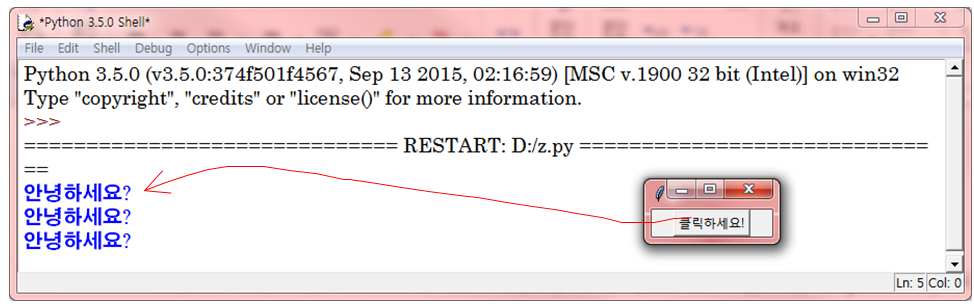 *Python 3.5.0 Shell*
File Edit Shell Debug Options Window Help
Python 3.5.0 (v3.5.0:374f501f4567, Sep 13 2015, 02:16:59) [MSC v.1900 32 bit (Intel)] on win32
Type "copyright", "credits" or "license()" for more information.
>>>
============================== RESTART: D:/z.py ============================
==
안녕하세요?
안녕하세요?
안녕하세요?
클릭하세요!
Ln: 5 Col: 0